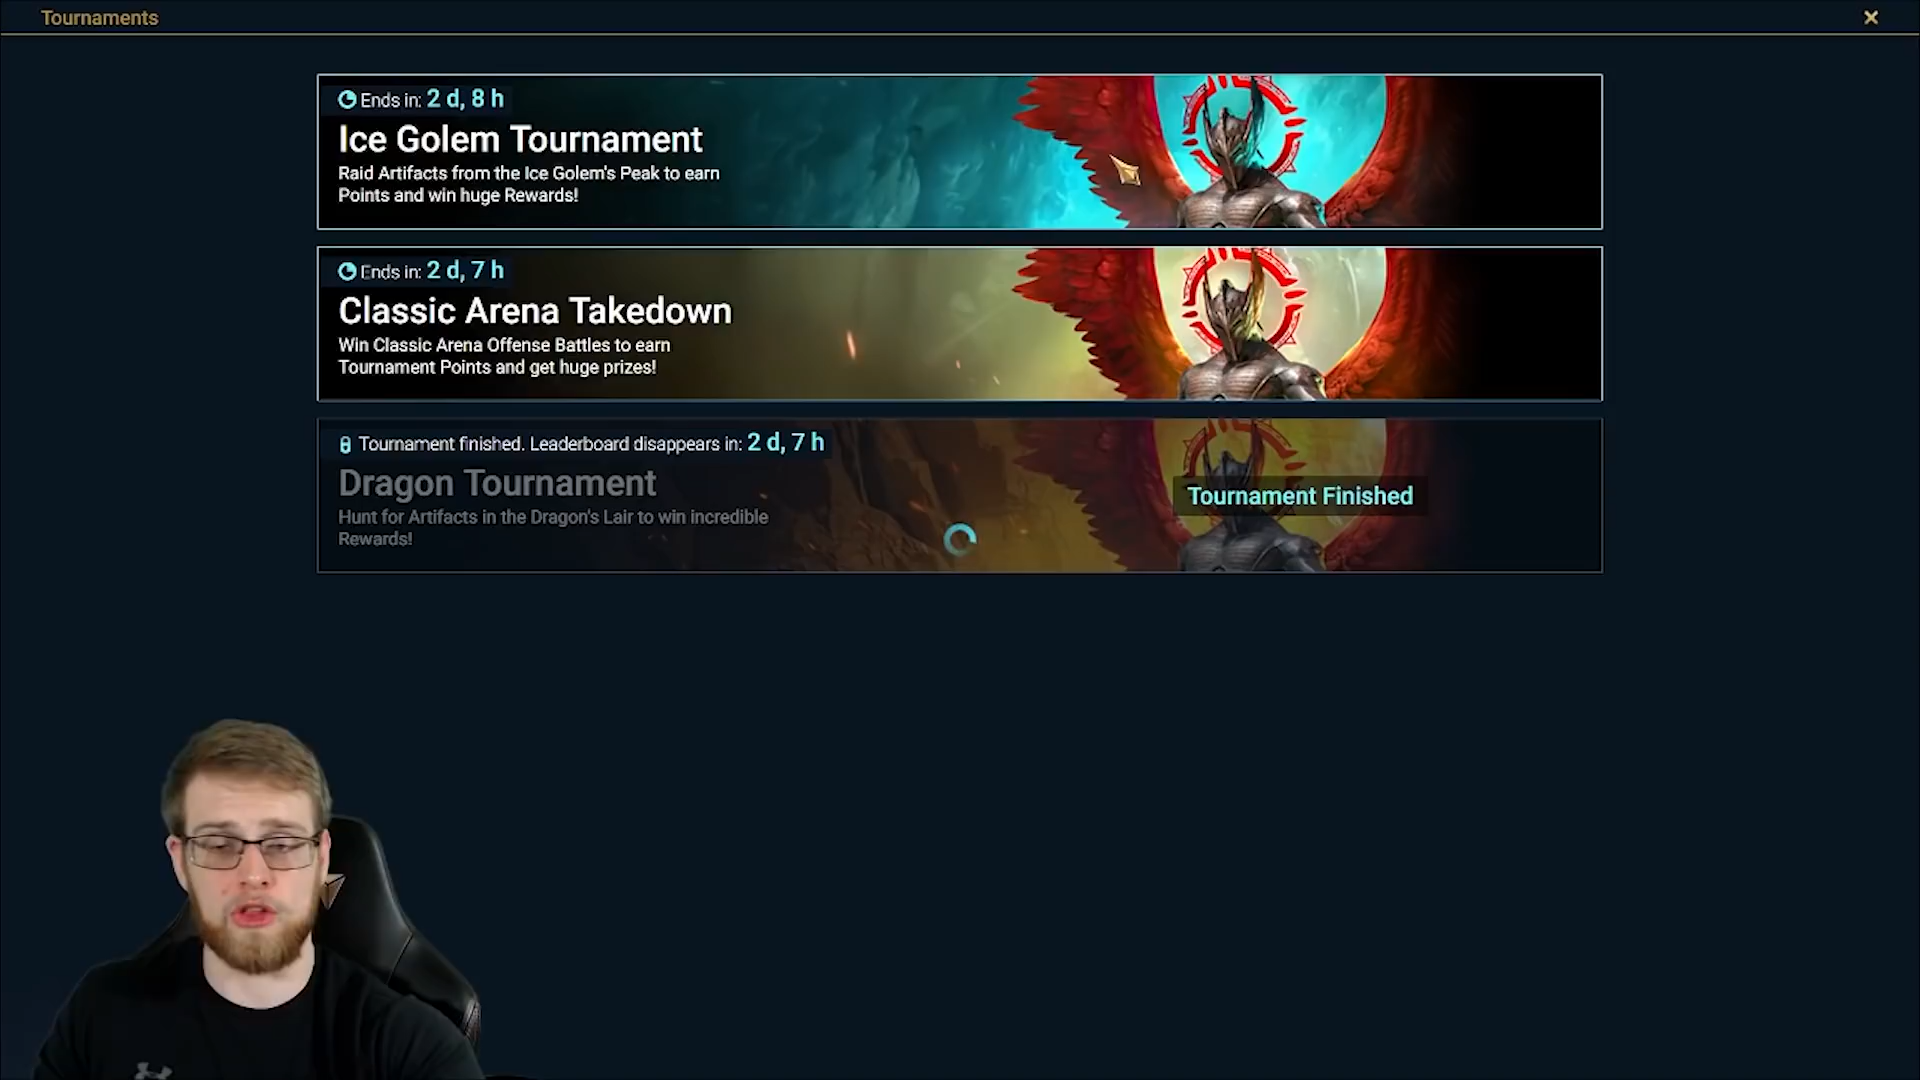 Tournaments
Ends in: 2 d, 8 h
Ice Golem Tournament
Raid Artifacts from the Ice Golem's Peak to earn
Points and win huge Rewards!
Ends in: 2 d, 7 h
Classic Arena Takedown
Win Classic Arena Offense Battles to earn
Tournament Points and get huge prizes!
Tournament finished. Leaderboard disappears in: 2 d, 7 h
Dragon Tournament
Hunt for Artifacts in the Dragon's Lair to win incredible
Rewards!
Tournament Finished